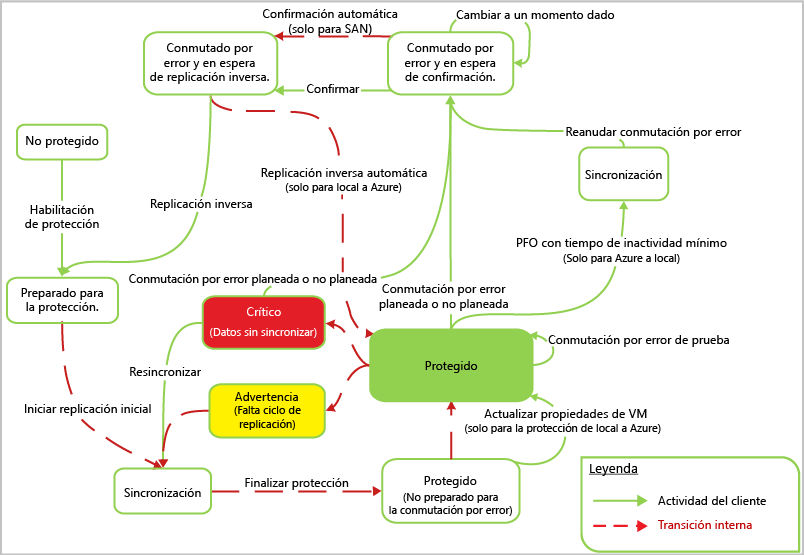 Confirmación automática
(solo para SAN)
Cambiar a un momento dado
Conmutado por
error y en espera
de replicación inversa.
Conmutado por
error y en espera
de confirmación.
Confirmar
No protegido
Reanudar conmutación por error
Replicación inversa automática
(solo para local a Azure)
Sincronización
Habilitación
de protección
Replicación inversa
PFO con tiempo de inactividad mínimo
(Solo para Azure a local)
Conmutación por error planeada o no planeada
Conmutación por error
planeada o no planeada
Preparado para
la protección.
Crítico
(Datos sin sincronizar)
Conmutación por error de prueba
Protegido
Resincronizar
Advertencia
(Falta ciclo de
replicación)
Iniciar replicación inicial
Actualizar propiedades de VM
(solo para la protección de local a Azure)
Sincronización
Finalizar protección
Protegido
(No preparado para
la conmutación por error)
Leyenda
Actividad del cliente
Transición interna